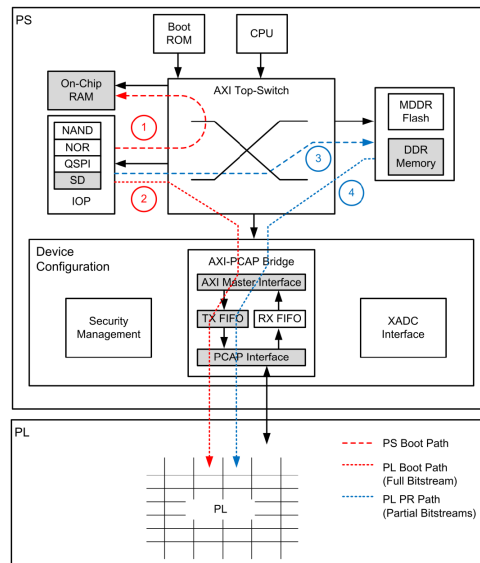 PS
Boot
ROM
CPU
On-Chip
RAM
AXI Top-Switch
MDDR
Flash
DDR
Memory
NAND
NOR
QSPI
SD
IOP
1
2
3
4
Device
Configuration
AXI-PCAP Bridge
AXI Master Interface
TX FIFO
RX FIFO
PCAP Interface
Security
Management
XADC
Interface
PL
PL
PS Boot Path
PL Boot Path
(Full Bitstream)
PL PR Path
(Partial Bitstreams)